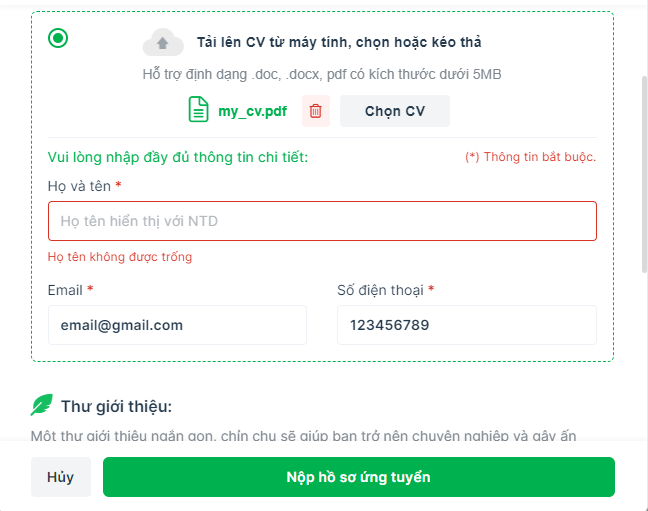 Tải lên CV từ máy tính, chọn hoặc kéo thả
Hỗ trợ định dạng .doc, .docx, pdf có kích thước dưới 5MB
my_cv.pdf Chọn CV
Vui lòng nhập đầy đủ thông tin chi tiết: (*) Thông tin bắt buộc.
Họ và tên *
Họ tên hiển thị với NTD
Họ tên không được trống
Email * Số điện thoại *
email@gmail.com 123456789
Thư giới thiệu:
Một thư giới thiệu ngắn gọn, chỉn chu sẽ giúp bạn trở nên chuyên nghiệp và gây ấn
Hủy Nộp hồ sơ ứng tuyển